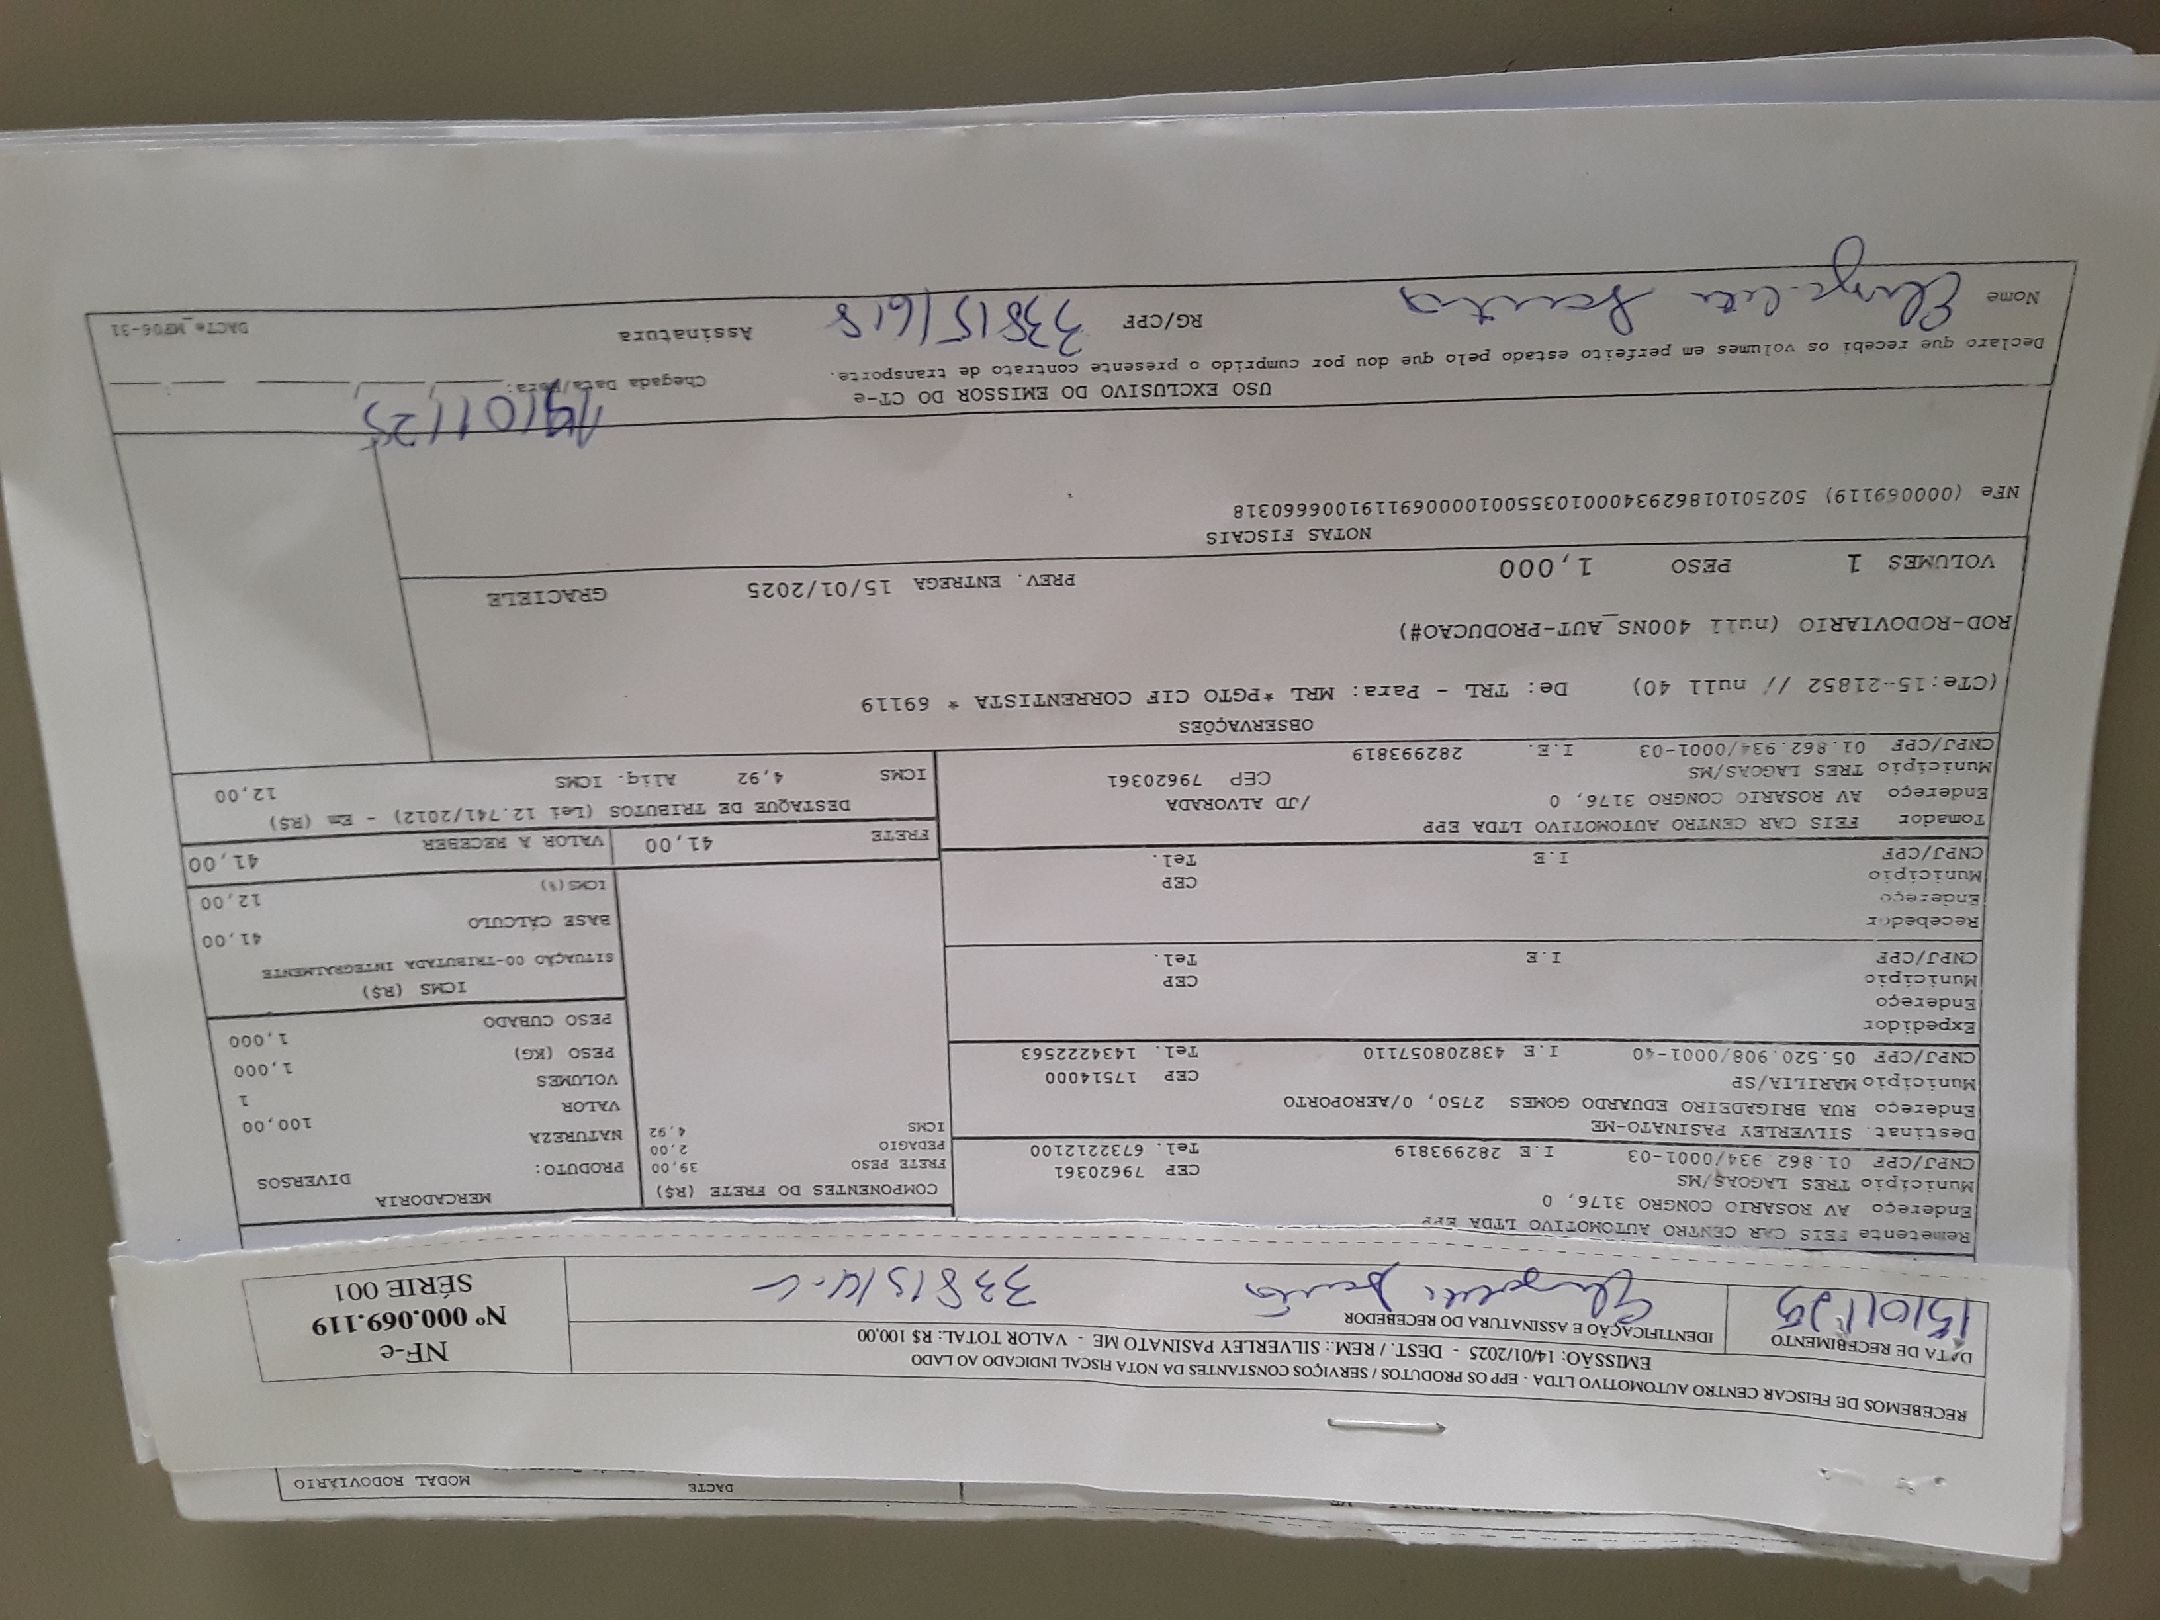 DACTE
MODAL RODOVIÁRIO
RECEBEMOS DE FEISCAR CENTRO AUTOMOTIVO LTDA - EPP OS PRODUTOS / SERVIÇOS CONSTANTES DA NOTA FISCAL INDICADO AO LADO
EMISSÃO: 14/01/2025 - DEST. / REM.: SILVERLEY PASINATO ME - VALOR TOTAL: R$ 100,00
DATA DE RECEBIMENTO
15/01/25
IDENTIFICAÇÃO E ASSINATURA DO RECEBEDOR
NF-e
Nº 000.069.119
SÉRIE 001
Remetente FEIS CAR CENTRO AUTOMOTIVO LTDA EPP
Endereço AV ROSARIO CONGRO 3176, 0
Município TRES LAGOAS/MS CEP 79620361
CNPJ/CPF 01.862.934/0001-03 I.E 282993819 Tel. 6732212100
Destinat. SILVERLEY PASINATO-ME
Endereço RUA BRIGADEIRO EDUARDO GOMES 2750, 0/AEROPORTO
Município MARILIA/SP CEP 17514000
CNPJ/CPF 05.520.908/0001-40 I.E 438208057110 Tel. 1434222563
Expedidor
Endereço
Município CEP
CNPJ/CPF I.E Tel.
Recebedor
Endereço
Município CEP
CNPJ/CPF I.E Tel.
Tomador FEIS CAR CENTRO AUTOMOTIVO LTDA EPP
Endereço AV ROSARIO CONGRO 3176, 0 /JD ALVORADA
Município TRES LAGOAS/MS CEP 79620361
CNPJ/CPF 01.862.934/0001-03 I.E. 282993819
COMPONENTES DO FRETE (R$)
FRETE PESO 39,00
PEDAGIO 2,00
ICMS 4,92
MERCADORIA
PRODUTO: DIVERSOS
NATUREZA
VALOR 100,00
VOLUMES 1
PESO (KG) 1,000
PESO CUBADO 1,000
ICMS (R$)
SITUAÇÃO 00-TRIBUTADA INTEGRALMENTE
BASE CÁLCULO 41,00
ICMS(%) 12,00
FRETE 41,00 VALOR A RECEBER 41,00
DESTAQUE DE TRIBUTOS (Lei 12.741/2012) - Em (R$)
ICMS 4,92 Aliq. ICMS 12,00
OBSERVAÇÕES
(CTe:15-21852 // null 40) De: TRL - Para: MRL *PGTO CIF CORRENTISTA * 69119
ROD-RODOVIARIO (null 400NS_AUT-PRODUCAO#)
VOLUMES 1 PESO 1,000 PREV. ENTREGA 15/01/2025 GRACIELE
NOTAS FISCAIS
NFe (000069119) 50250101862934000103550010000691191006660318
USO EXCLUSIVO DO EMISSOR DO CT-e
Declaro que recebi os volumes em perfeito estado pelo que dou por cumprido o presente contrato de transporte.
Chegada Data/Hora:
Nome
RG/CPF
Assinatura
DACTe_MP06-31